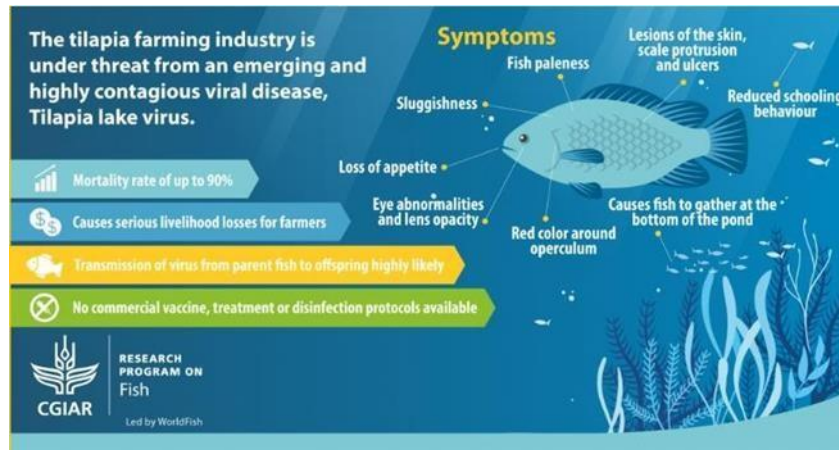 The tilapia farming industry is
under threat from an emerging and
highly contagious viral disease,
Tilapia lake virus.
Mortality rate of up to 90%
Causes serious livelihood losses for farmers
Transmission of virus from parent fish to offspring highly likely
No commercial vaccine, treatment or disinfection protocols available
Symptoms
Fish paleness
Lesions of the skin,
scale protrusion
and ulcers
Reduced schooling
behaviour
Sluggishness
Loss of appetite
Eye abnormalities
and lens opacity
Red color around
operculum
Causes fish to gather at the
bottom of the pond
CGIAR
RESEARCH
PROGRAM ON
Fish
Led by WorldFish